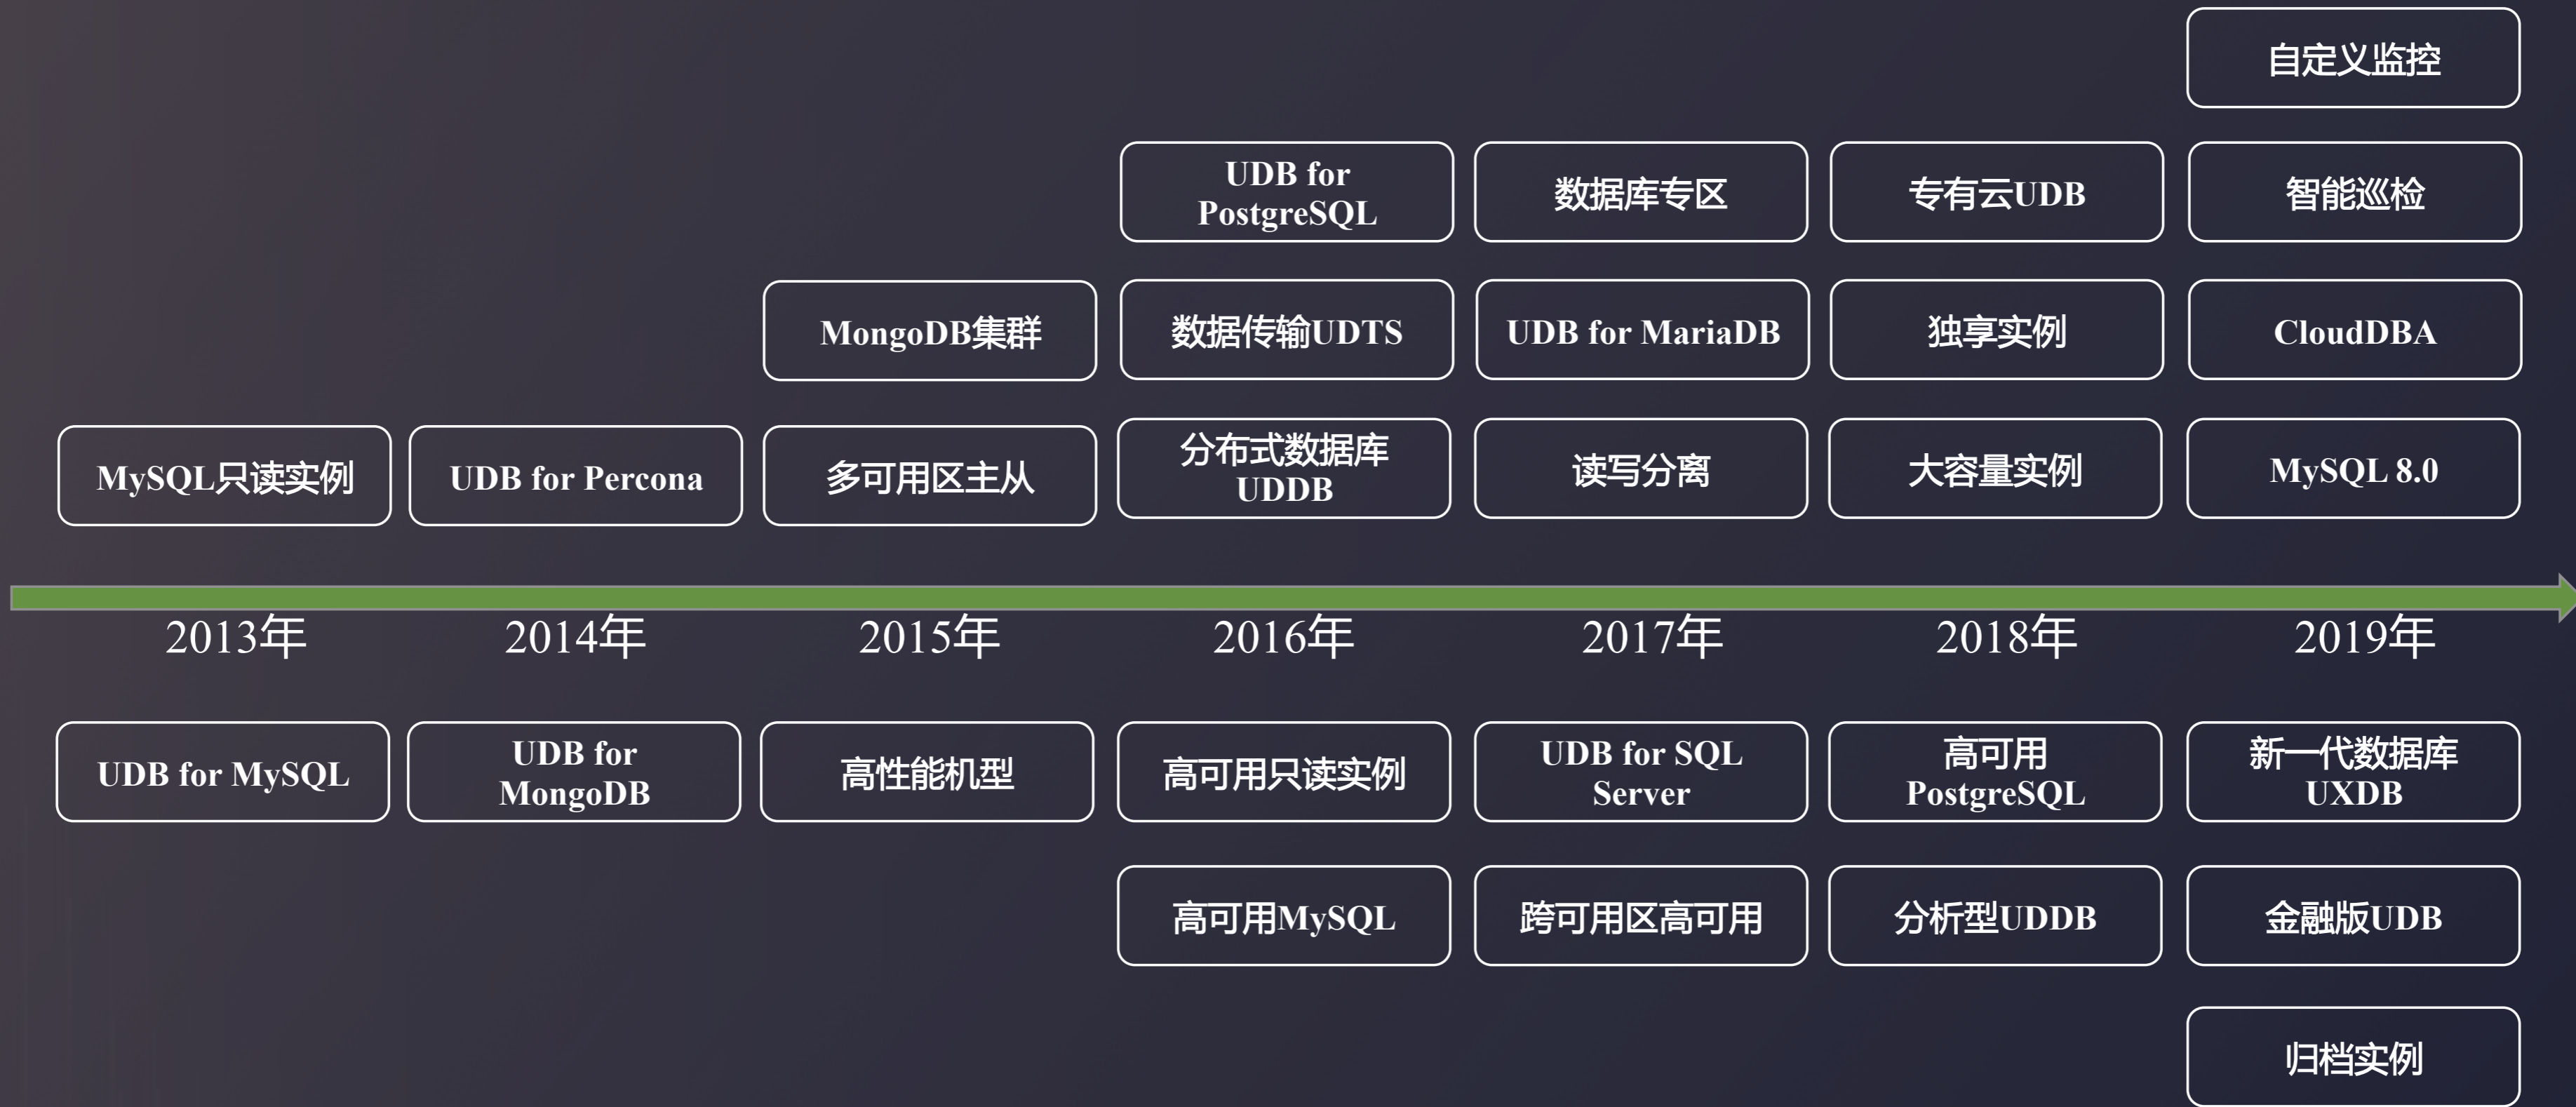 自定义监控
UDB for
PostgreSQL
数据库专区
专有云UDB
智能巡检
MongoDB集群
数据传输UDTS
UDB for MariaDB
独享实例
CloudDBA
MySQL只读实例
UDB for Percona
多可用区主从
分布式数据库
UDDB
读写分离
大容量实例
MySQL 8.0
2013年
2014年
2015年
2016年
2017年
2018年
2019年
UDB for MySQL
UDB for
MongoDB
高性能机型
高可用只读实例
UDB for SQL
Server
高可用
PostgreSQL
新一代数据库
UXDB
高可用MySQL
跨可用区高可用
分析型UDDB
金融版UDB
归档实例